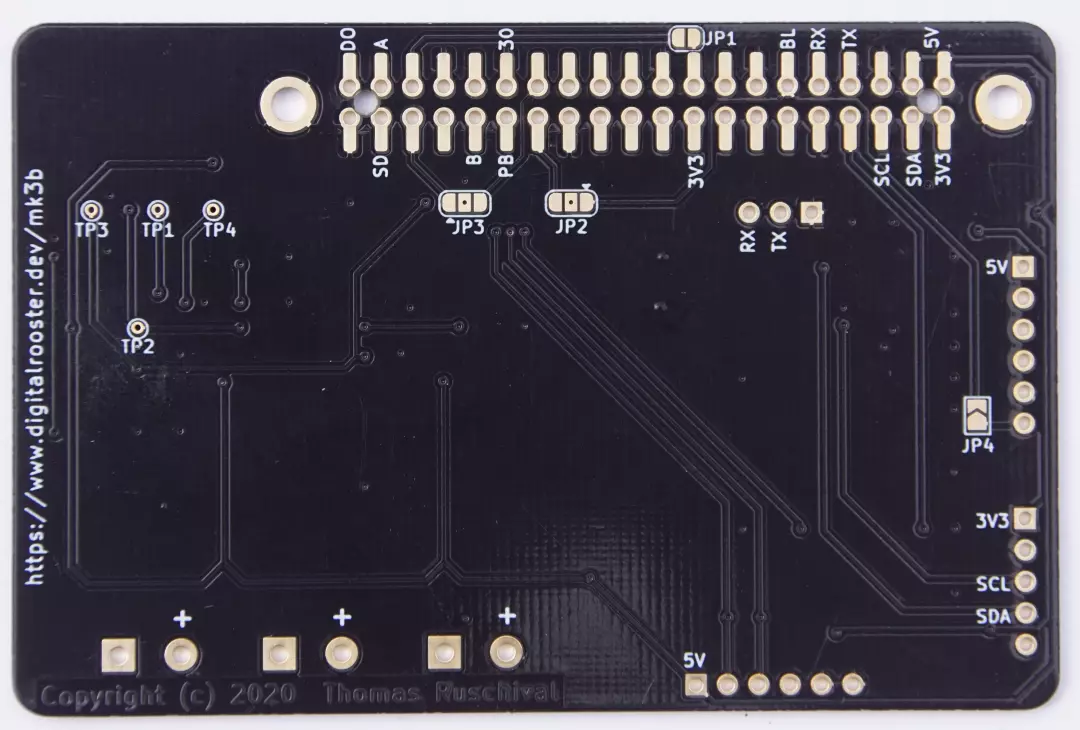 DO
A
30
JP1
BL
RX
TX
5V
SD
B
PB
3V3
SCL
SDA
3V3
TP3
TP1
TP4
JP3
JP2
RX
TX
5V
TP2
https://www.digitalrooster.dev/mk3b
JP4
3V3
SCL
SDA
+
+
+
5V
Copyright (c) 2020 Thomas Ruschival